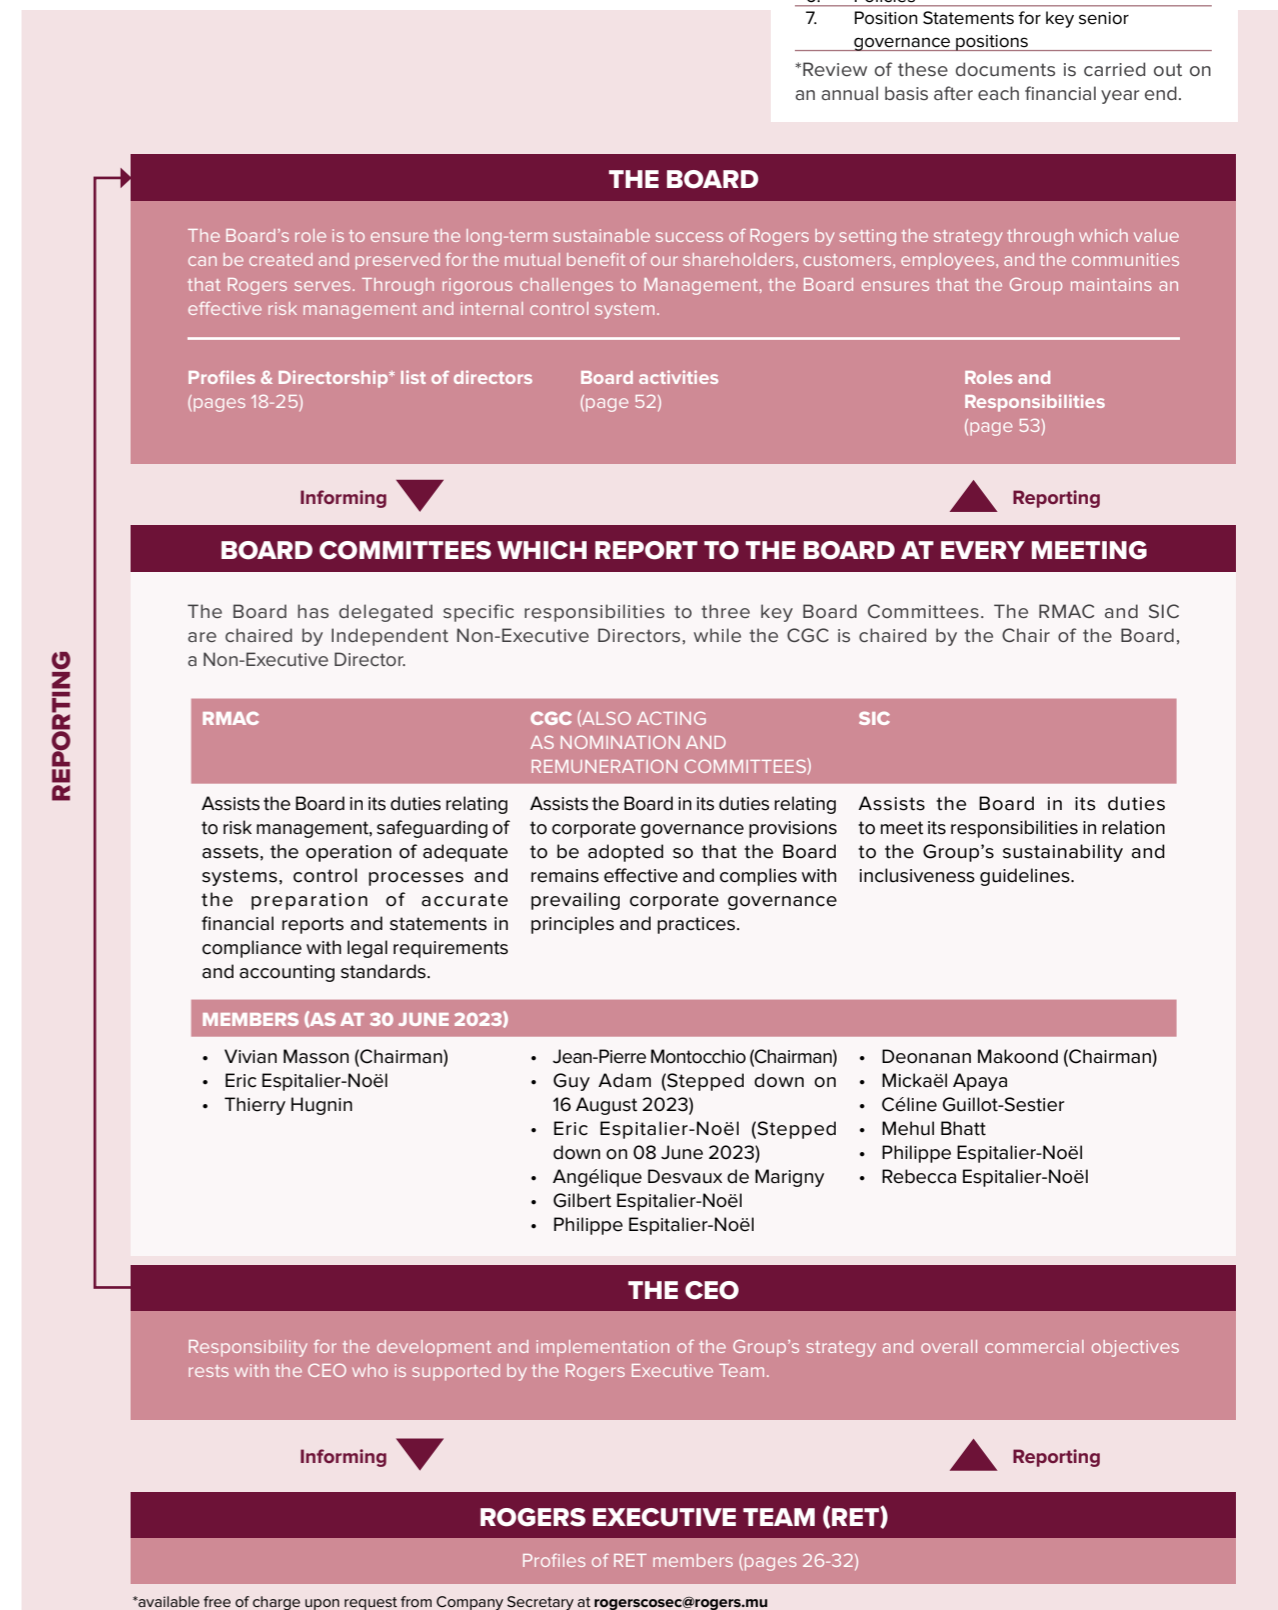 7. Position Statements for key senior
governance positions
*Review of these documents is carried out on
an annual basis after each financial year end.
THE BOARD
The Board's role is to ensure the long-term sustainable success of Rogers by setting the strategy through which value
can be created and preserved for the mutual benefit of our shareholders, customers, employees, and the communities
that Rogers serves. Through rigorous challenges to Management, the Board ensures that the Group maintains an
effective risk management and internal control system.
Profiles & Directorship* list of directors
(pages 18-25)
Board activities
(page 52)
Roles and
Responsibilities
(page 53)
Informing
Reporting
BOARD COMMITTEES WHICH REPORT TO THE BOARD AT EVERY MEETING
The Board has delegated specific responsibilities to three key Board Committees. The RMAC and SIC
are chaired by Independent Non-Executive Directors, while the CGC is chaired by the Chair of the Board,
a Non-Executive Director.
REPORTING
RMAC
CGC (ALSO ACTING
AS NOMINATION AND
REMUNERATION COMMITTEES)
SIC
Assists the Board in its duties relating
to risk management, safeguarding of
assets, the operation of adequate
systems, control processes and
the preparation of accurate
financial reports and statements in
compliance with legal requirements
and accounting standards.
Assists the Board in its duties relating
to corporate governance provisions
to be adopted so that the Board
remains effective and complies with
prevailing corporate governance
principles and practices.
Assists the Board in its duties
to meet its responsibilities in relation
to the Group's sustainability and
inclusiveness guidelines.
MEMBERS (AS AT 30 JUNE 2023)
• Vivian Masson (Chairman)
• Eric Espitalier-Noël
• Thierry Hugnin
• Jean-Pierre Montocchio (Chairman)
• Guy Adam (Stepped down on
16 August 2023)
• Eric Espitalier-Noël (Stepped
down on 08 June 2023)
• Angélique Desvaux de Marigny
• Gilbert Espitalier-Noël
• Philippe Espitalier-Noël
• Deonanan Makoond (Chairman)
• Mickaël Apaya
• Céline Guillot-Sestier
• Mehul Bhatt
• Philippe Espitalier-Noël
• Rebecca Espitalier-Noël
THE CEO
Responsibility for the development and implementation of the Group's strategy and overall commercial objectives
rests with the CEO who is supported by the Rogers Executive Team.
Informing
Reporting
ROGERS EXECUTIVE TEAM (RET)
Profiles of RET members (pages 26-32)
*available free of charge upon request from Company Secretary at rogerscosec@rogers.mu